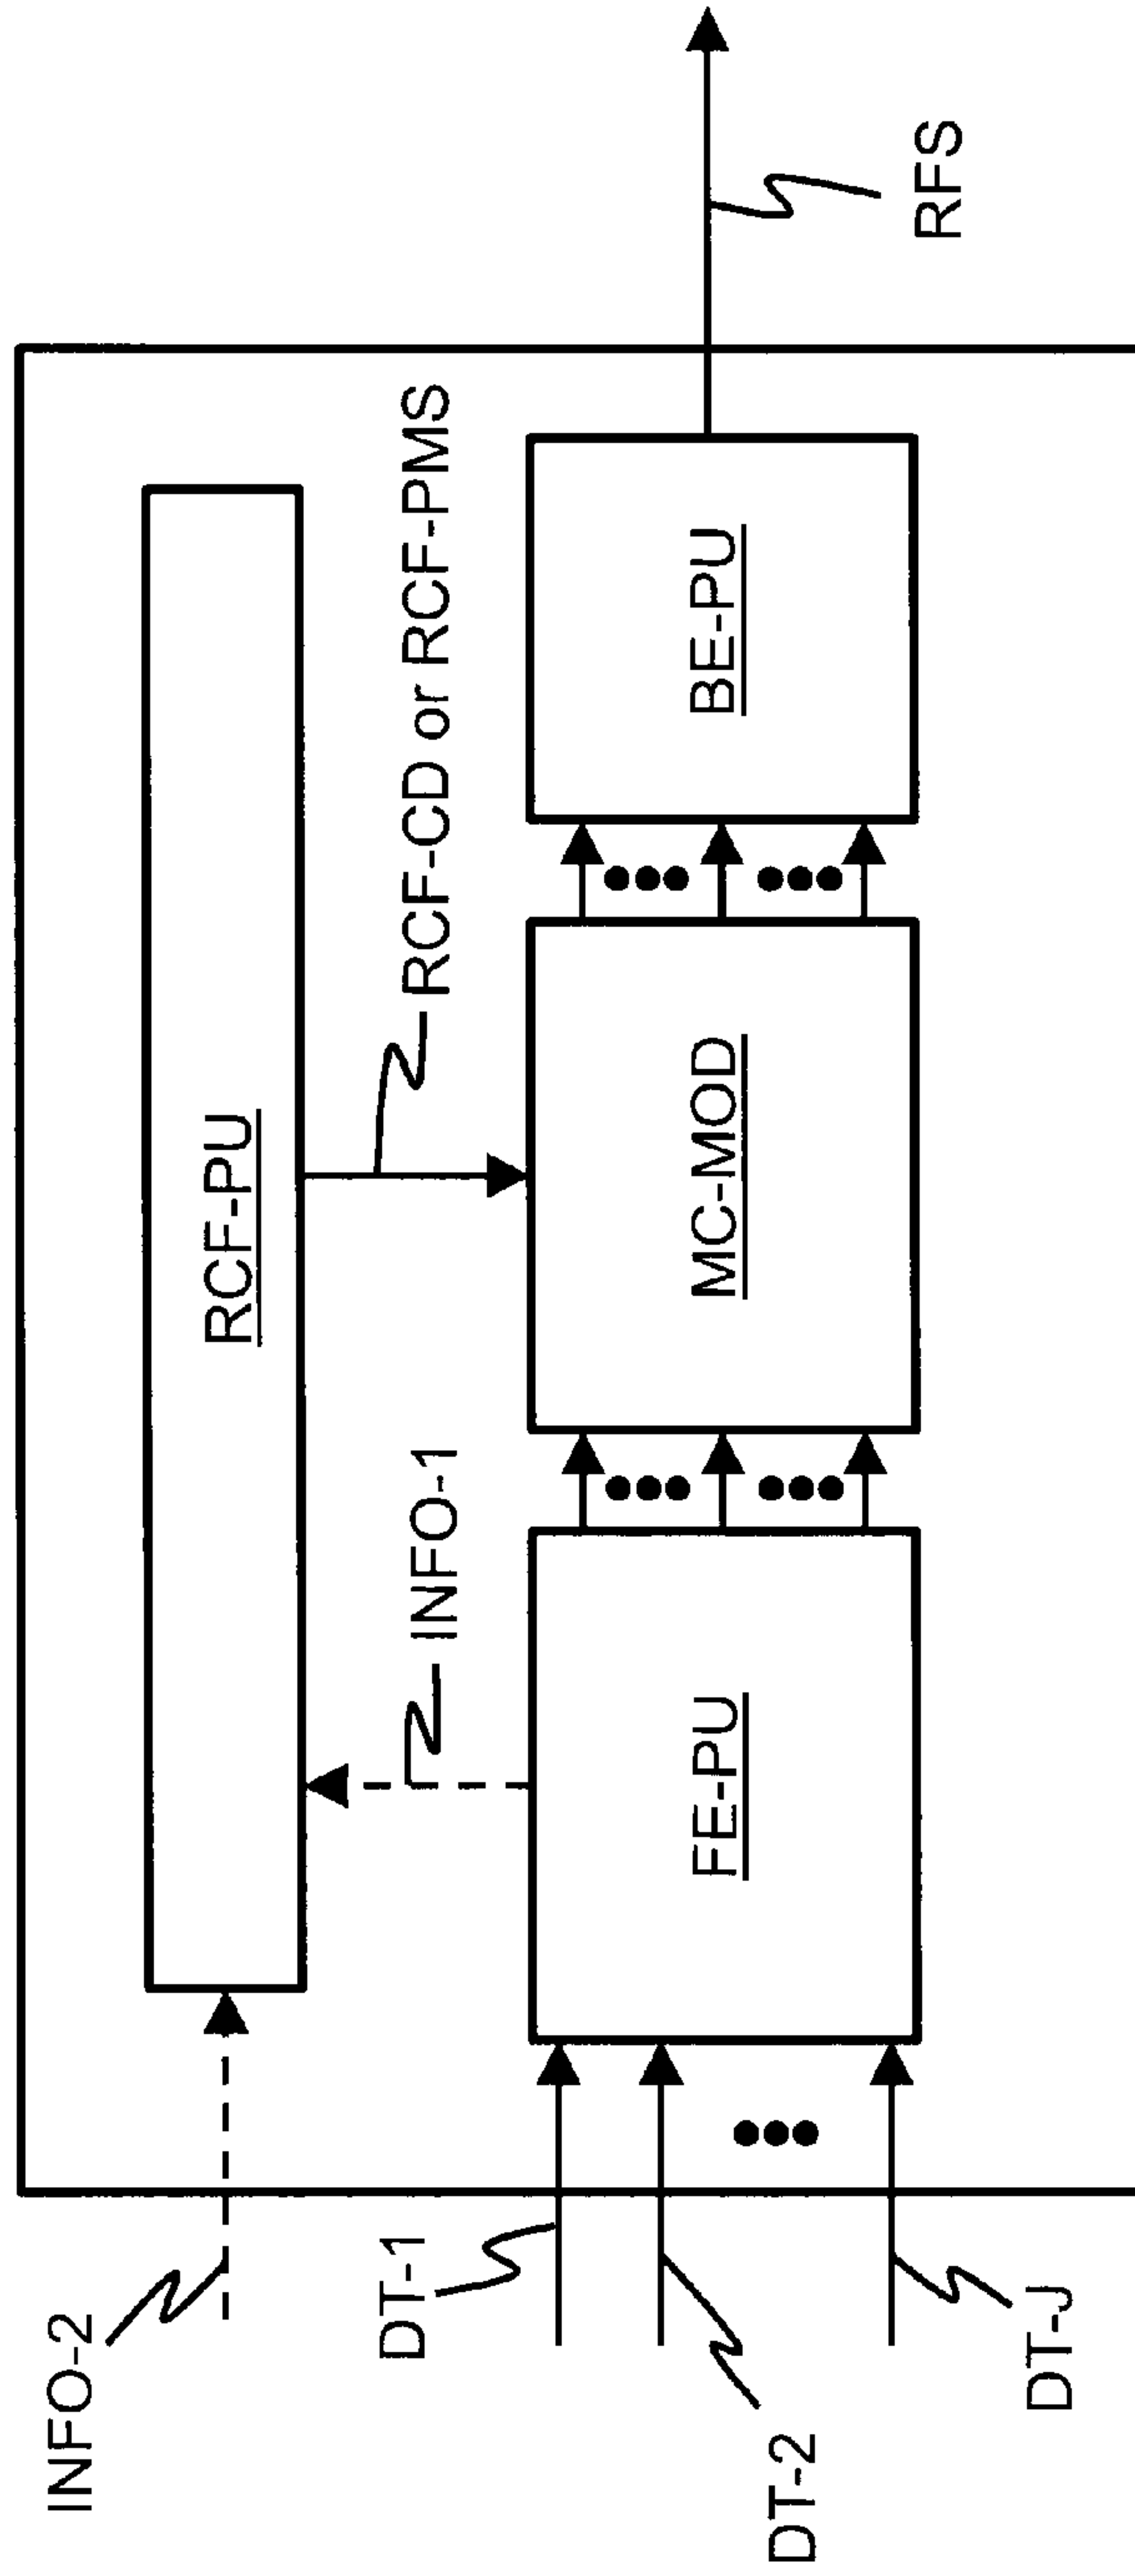 INFO-2
RCF-PU
RCF-CD or RCF-PMS
INFO-1
DT-1
DT-2
DT-J
FE-PU
MC-MOD
BE-PU
RFS